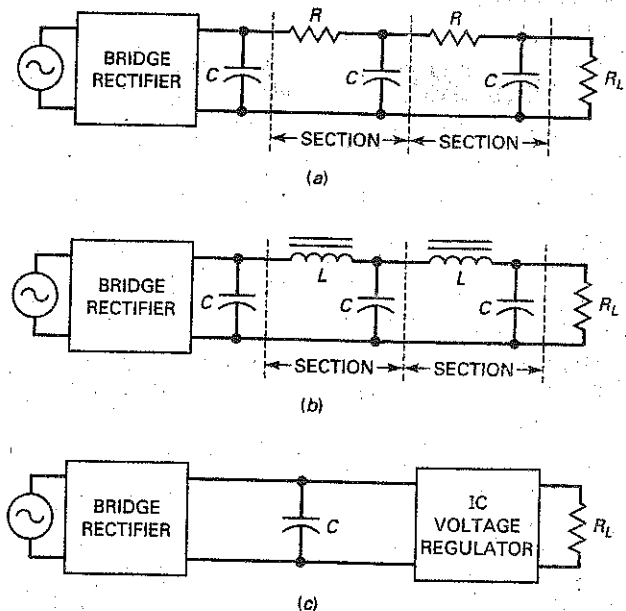 R R
BRIDGE
RECTIFIER
C C C R_L
SECTION SECTION
(a)
BRIDGE
RECTIFIER
L L
C C C R_L
SECTION SECTION
(b)
BRIDGE
RECTIFIER
C
IC
VOLTAGE
REGULATOR
R_L
(c)